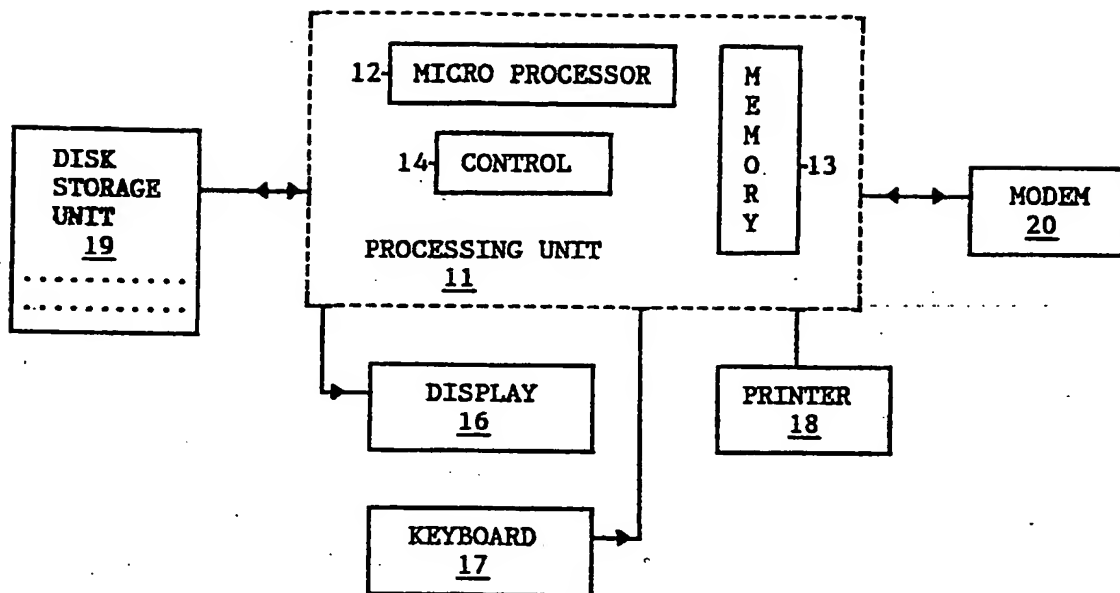 12 MICRO PROCESSOR
14 CONTROL
MEMORY
13
PROCESSING UNIT
11
DISK
STORAGE
UNIT
19
MODEM
20
DISPLAY
16
PRINTER
18
KEYBOARD
17